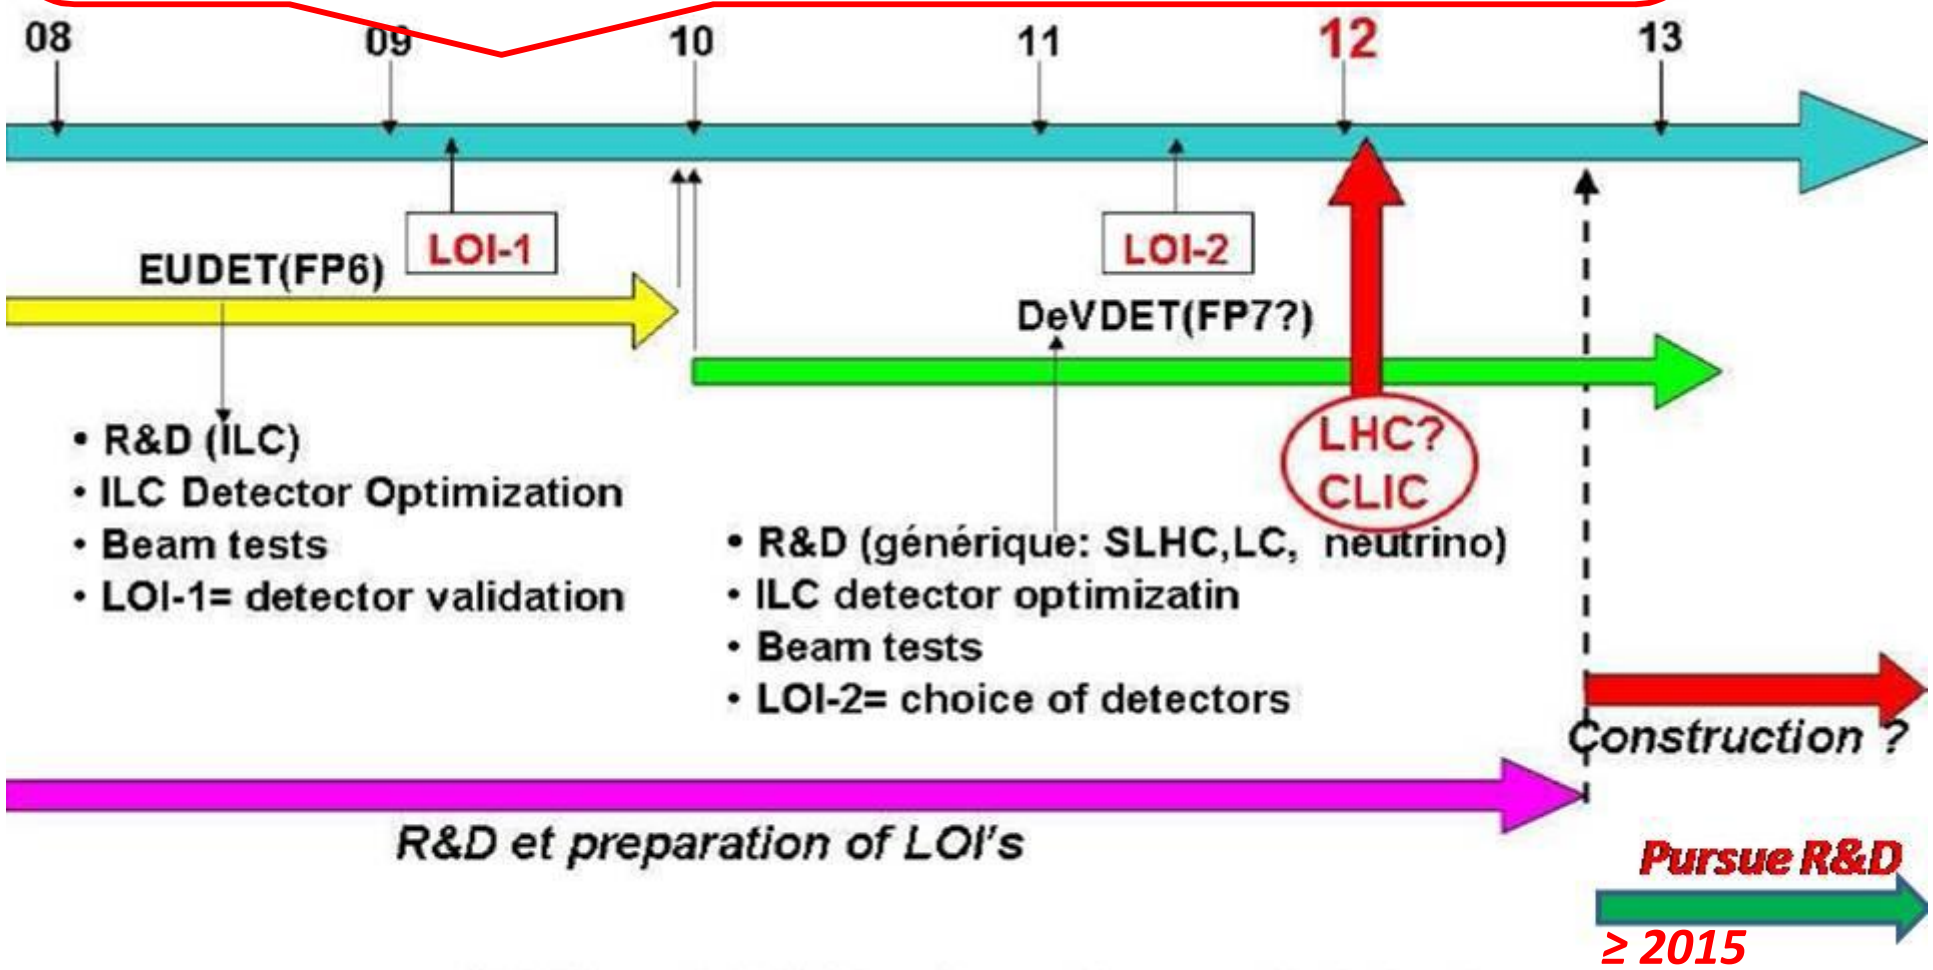 08 09 10 11 12 13
LOI-1
LOI-2
EUDET(FP6)
DeVDET(FP7?)
LHC?
CLIC
• R&D (ILC)
• ILC Detector Optimization
• Beam tests
• LOI-1= detector validation
• R&D (générique: SLHC,LC, neutrino)
• ILC detector optimizatin
• Beam tests
• LOI-2= choice of detectors
Construction ?
R&D et preparation of LOI's
Pursue R&D
≥ 2015